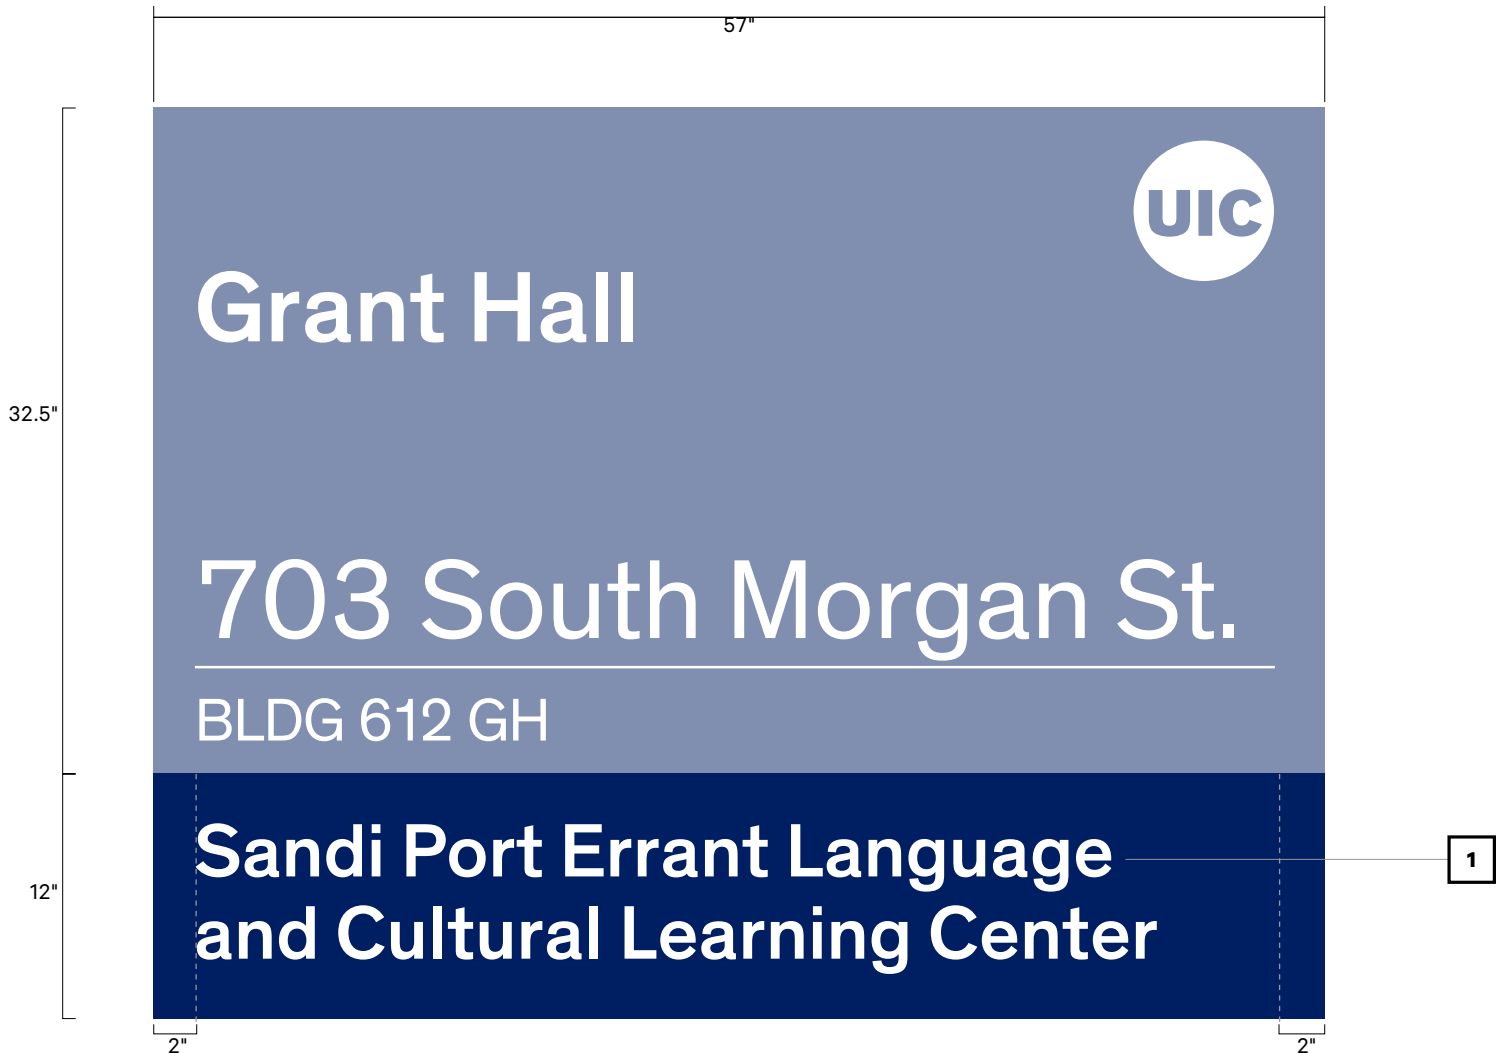 57"
UIC
Grant Hall
32.5"
703 South Morgan St.
BLDG 612 GH
Sandi Port Errant Language
1
12"
and Cultural Learning Center
2"
2"